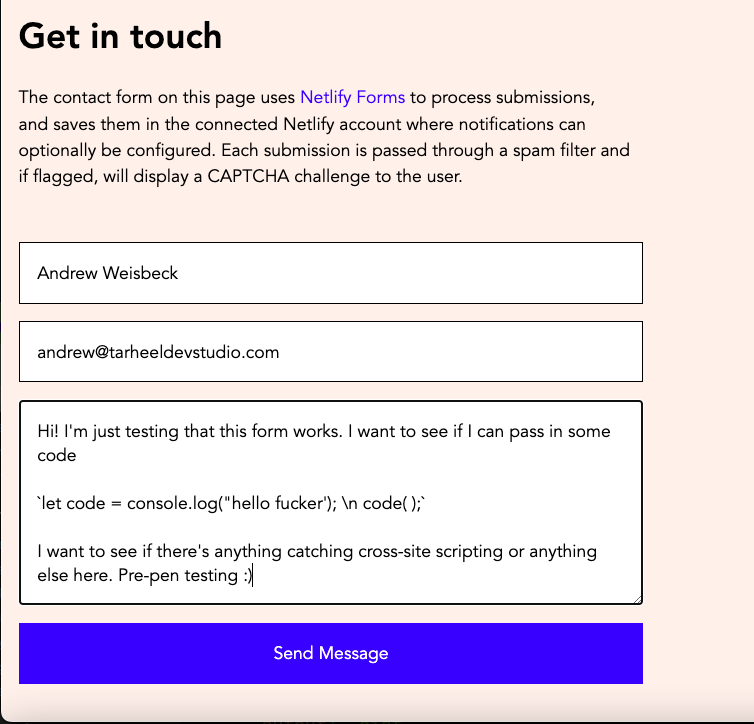 Get in touch
The contact form on this page uses Netlify Forms to process submissions,
and saves them in the connected Netlify account where notifications can
optionally be configured. Each submission is passed through a spam filter and
if flagged, will display a CAPTCHA challenge to the user.
Andrew Weisbeck
andrew@tarheeldevstudio.com
Hi! I'm just testing that this form works. I want to see if I can pass in some
code
`let code = console.log("hello fucker'); \n code( );`
I want to see if there's anything catching cross-site scripting or anything
else here. Pre-pen testing :)
Send Message